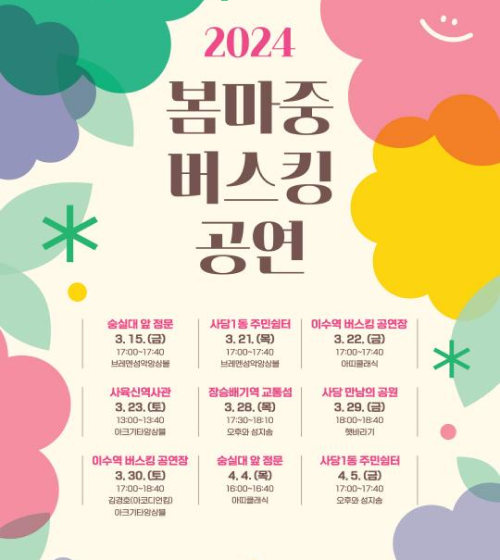 2024
봄마중
버스킹
공연
숭실대 앞 정문
3. 15. (금)
17:00~17:40
브레멘성악앙상블
사당1동 주민쉼터
3. 21. (목)
17:00~17:40
브레멘성악앙상블
이수역 버스킹 공연장
3. 22. (금)
17:00~17:40
아띠클래식
사육신역사관
3. 23. (토)
13:00~13:40
아크기타앙상블
장승배기역 교통섬
3. 28. (목)
17:30~18:10
오후와 성지송
사당 만남의 공원
3. 29. (금)
18:00~18:40
햇바라기
이수역 버스킹 공연장
3. 30. (토)
17:00~18:40
김경호(아코디언킴)
아크기타앙상블
숭실대 앞 정문
4. 4. (목)
16:00~16:40
아띠클래식
사당1동 주민쉼터
4. 5. (금)
17:00~17:40
오후와 성지송